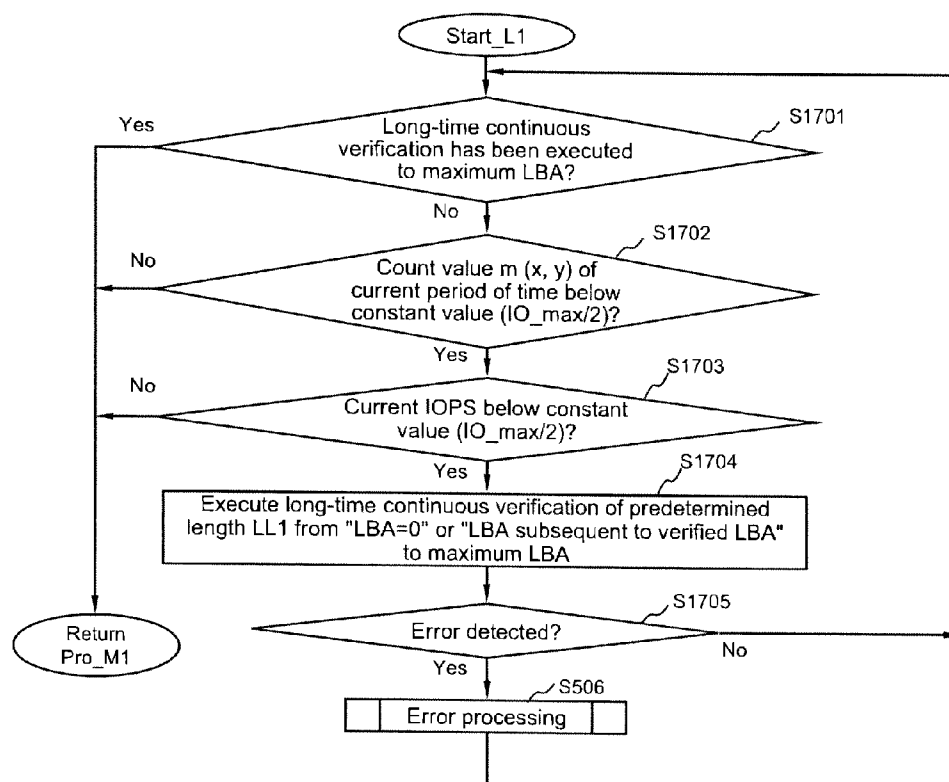 Start_L1
Yes
S1701
Long-time continuous
verification has been executed
to maximum LBA?
No
S1702
No
Count value m (x, y) of
current period of time below
constant value (IO_max/2)?
Yes
S1703
No
Current IOPS below constant
value (IO_max/2)?
Yes
S1704
Execute long-time continuous verification of predetermined
length LL1 from "LBA=0" or "LBA subsequent to verified LBA"
to maximum LBA
S1705
Return
Pro_M1
Error detected?
No
Yes
S506
Error processing